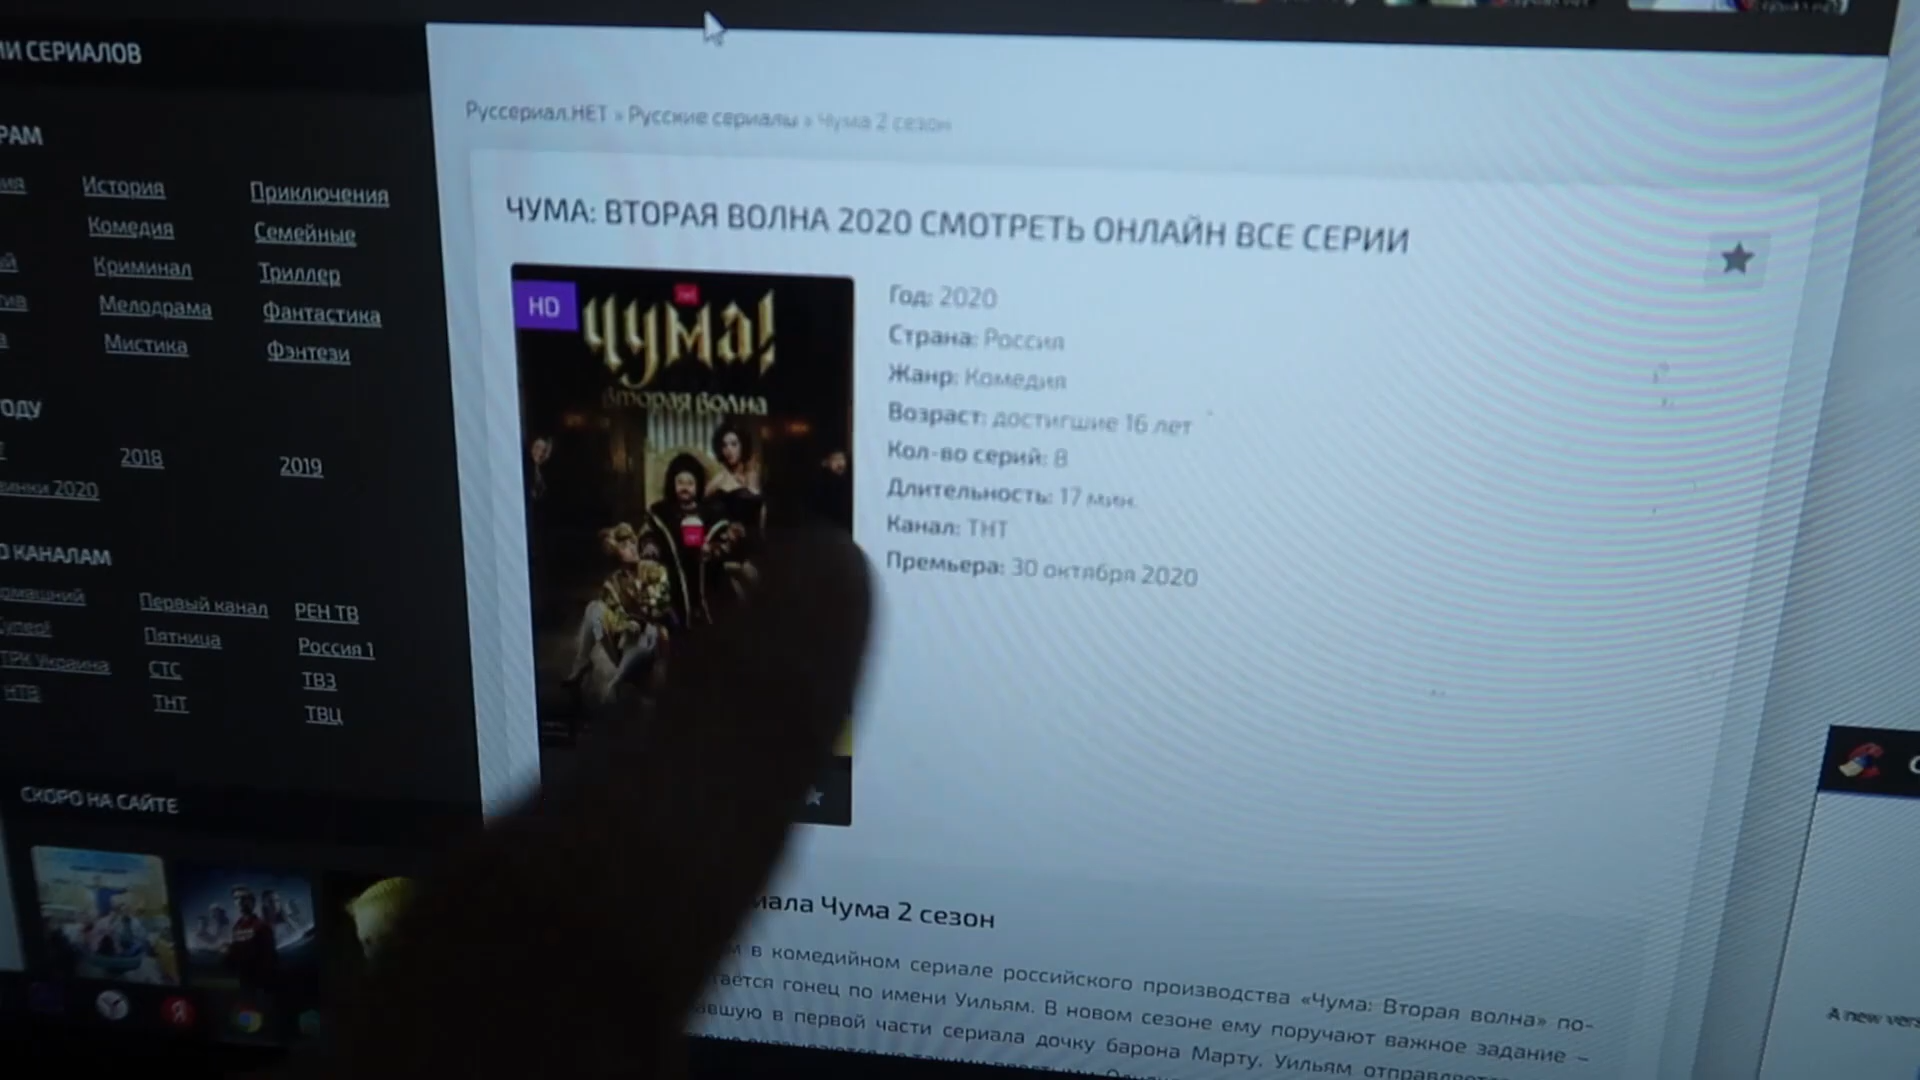 СЕРИАЛОВ
История
Приключения
Комедия
Семейные
Криминал
Триллер
Мелодрама
Фантастика
Мистика
Фэнтези
2018
2019
2020
КАНАЛАМ
Первый канал
РЕН ТВ
Пятница
Россия 1
ТРК Украина
СТС
ТВ3
НТВ
ТНТ
ТВЦ
СКОРО НА САЙТЕ
Руссериал.НЕТ » Русские сериалы » Чума 2 сезон
ЧУМА: ВТОРАЯ ВОЛНА 2020 СМОТРЕТЬ ОНЛАЙН ВСЕ СЕРИИ
HD
Чума!
Вторая волна
Год: 2020
Страна: Россия
Жанр: Комедия
Возраст: достигшие 16 лет
Кол-во серий: 8
Длительность: 17 мин.
Канал: ТНТ
Премьера: 30 октября 2020
Чума 2 сезон
в комедийном сериале российского производства «Чума: Вторая волна» по-
гонец по имени Уильям. В новом сезоне ему поручают важное задание –
в первой части сериала дочку барона Марту. Уильям
A new